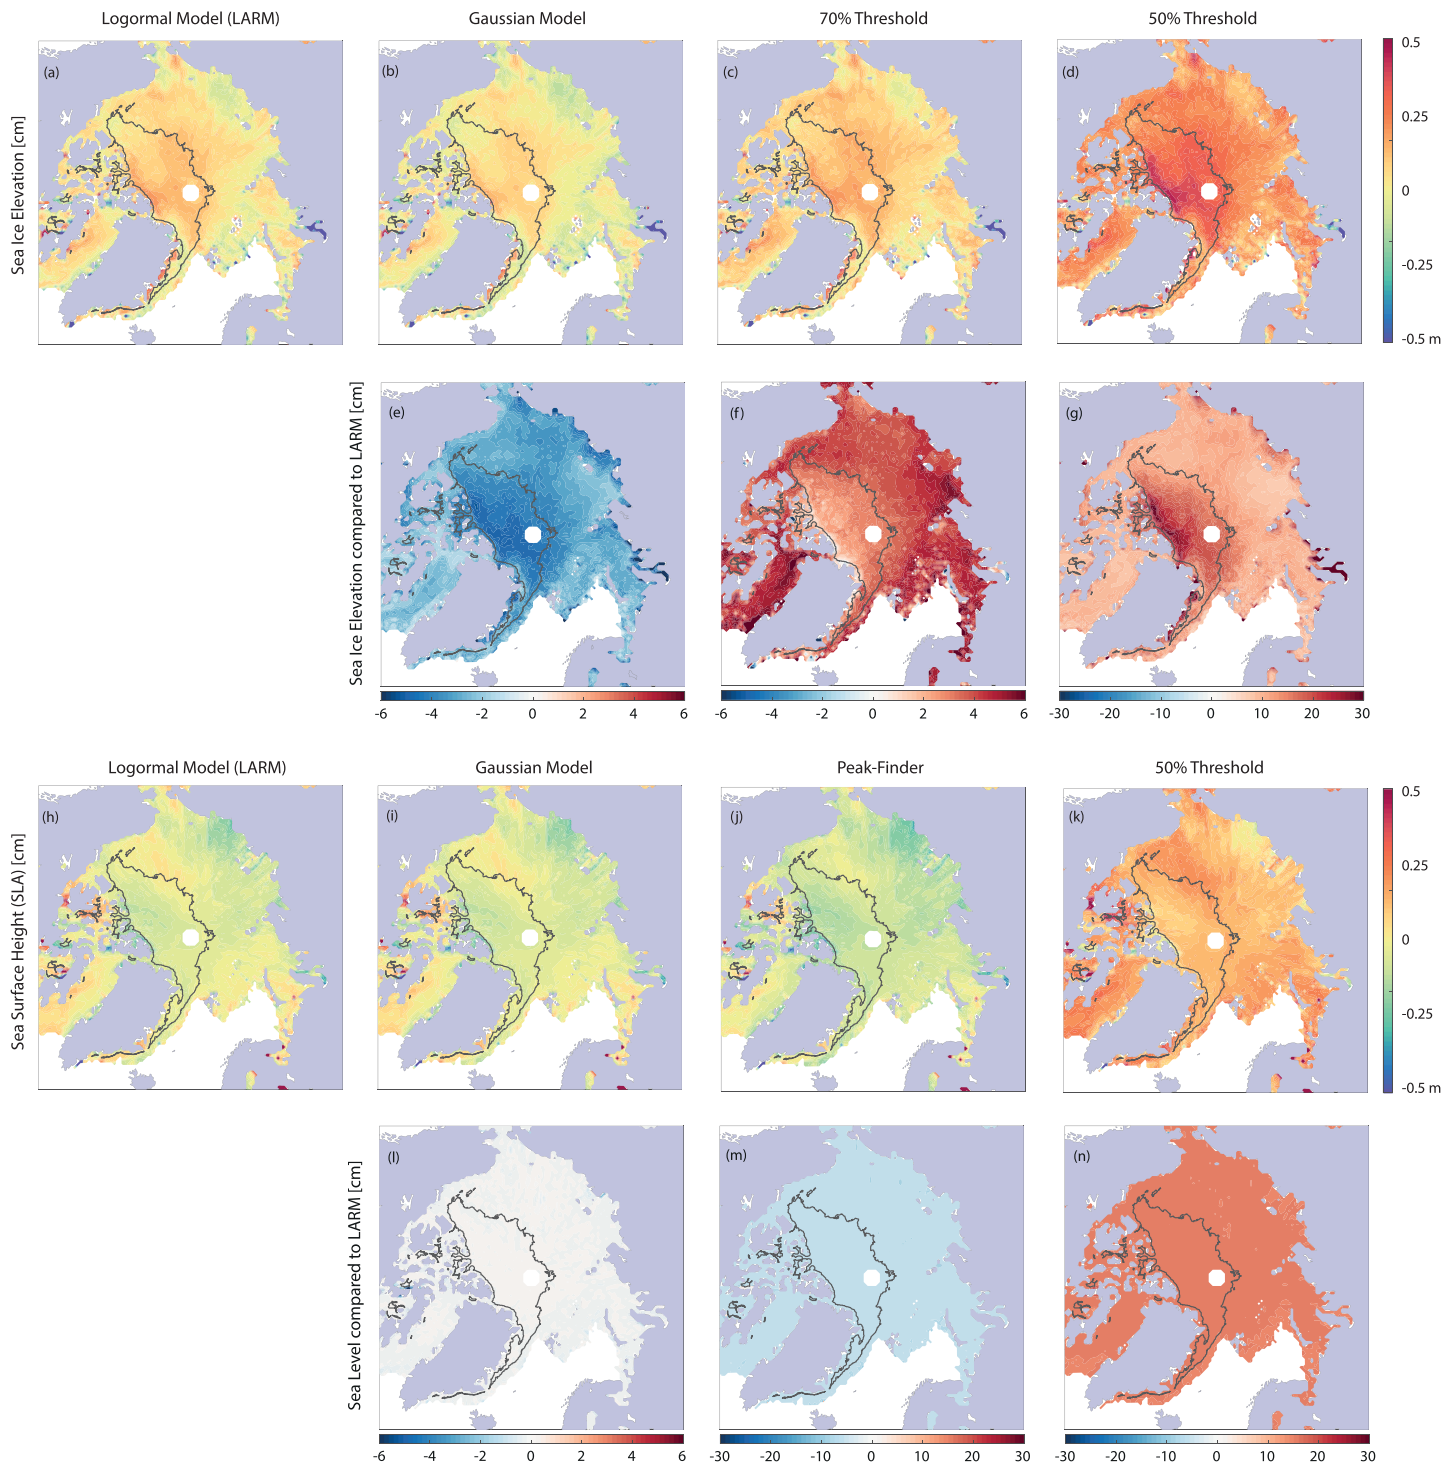 Logormal Model (LARM)
Gaussian Model
70% Threshold
50% Threshold
Sea Ice Elevation [cm]
(a)
(b)
(c)
(d)
0.5
0.25
0
-0.25
-0.5 m
Sea Ice Elevation compared to LARM [cm]
(e)
(f)
(g)
-6 -4 -2 0 2 4 6
-6 -4 -2 0 2 4 6
-30 -20 -10 0 10 20 30
Logormal Model (LARM)
Gaussian Model
Peak-Finder
50% Threshold
Sea Surface Height (SLA) [cm]
(h)
(i)
(j)
(k)
0.5
0.25
0
-0.25
-0.5 m
Sea Level compared to LARM [cm]
(l)
(m)
(n)
-6 -4 -2 0 2 4 6
-30 -20 -10 0 10 20 30
-30 -20 -10 0 10 20 30